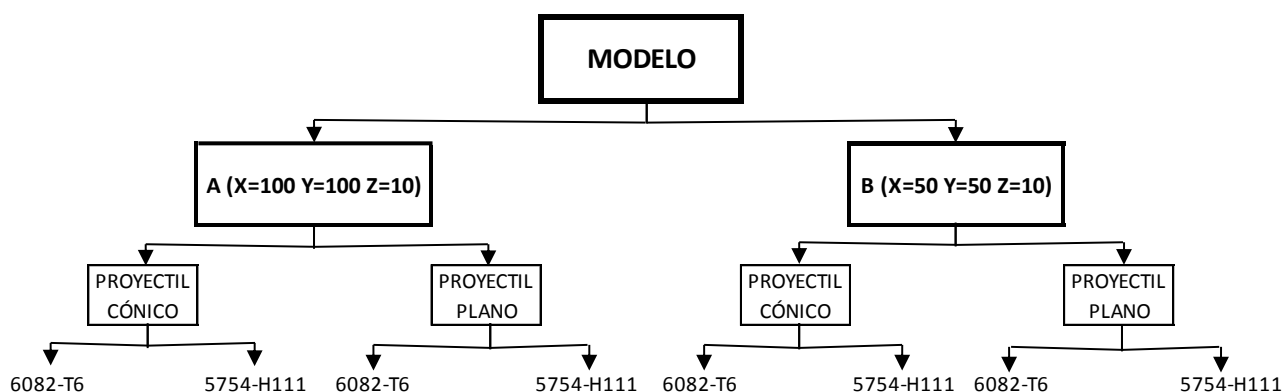 MODELO
A (X=100 Y=100 Z=10)
B (X=50 Y=50 Z=10)
PROYECTIL
CÓNICO
PROYECTIL
PLANO
PROYECTIL
CÓNICO
PROYECTIL
PLANO
6082-T6
5754-H111
6082-T6
5754-H111
6082-T6
5754-H111
6082-T6
5754-H111